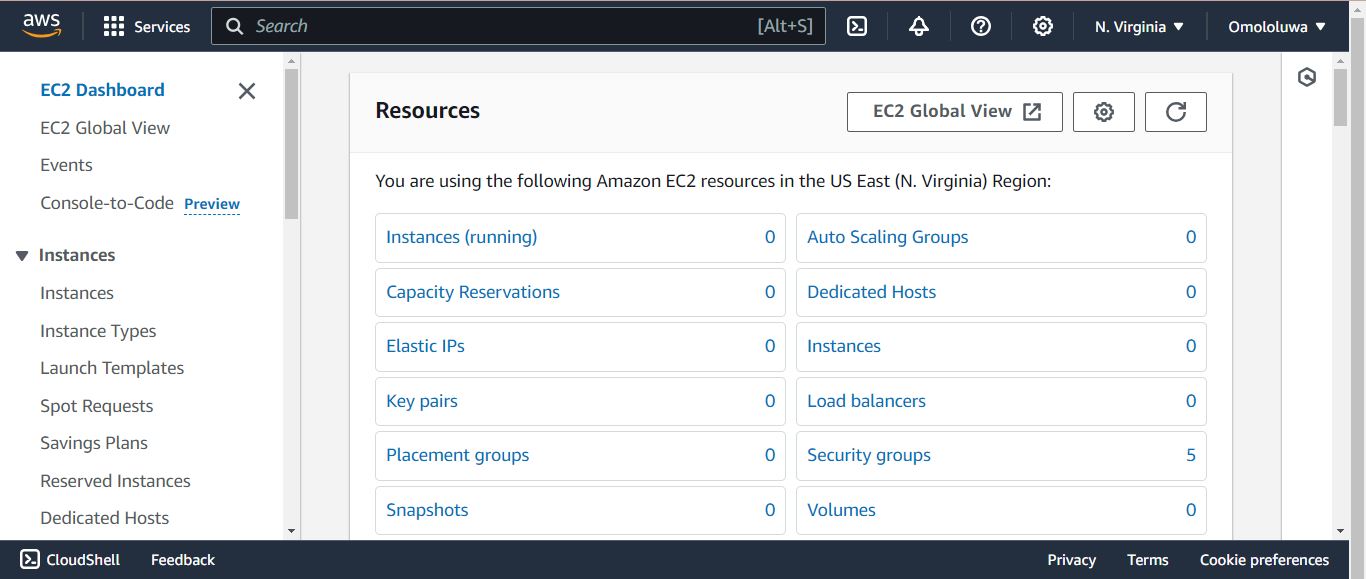 aws Services Search [Alt+S] N. Virginia Omololuwa
EC2 Dashboard
EC2 Global View
Events
Console-to-Code Preview
Instances
Instances
Instance Types
Launch Templates
Spot Requests
Savings Plans
Reserved Instances
Dedicated Hosts
Resources
EC2 Global View
You are using the following Amazon EC2 resources in the US East (N. Virginia) Region:
Instances (running) 0 Auto Scaling Groups 0
Capacity Reservations 0 Dedicated Hosts 0
Elastic IPs 0 Instances 0
Key pairs 0 Load balancers 0
Placement groups 0 Security groups 5
Snapshots 0 Volumes 0
CloudShell Feedback Privacy Terms Cookie preferences